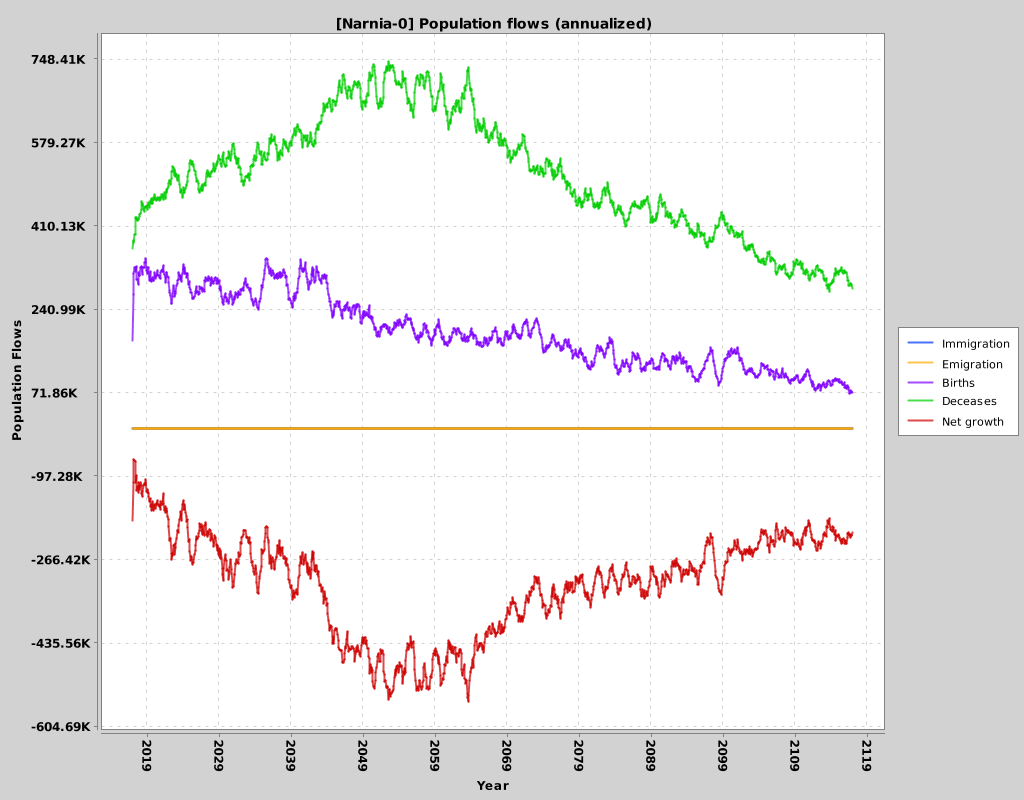 [Narnia-0] Population flows (annualized)
748.41K
579.27K
410.13K
240.99K
71.86K
-97.28K
-266.42K
-435.56K
-604.69K
Population Flows
2019
2029
2039
2049
2059
2069
2079
2089
2099
2109
2119
Year
Immigration
Emigration
Births
Deceases
Net growth